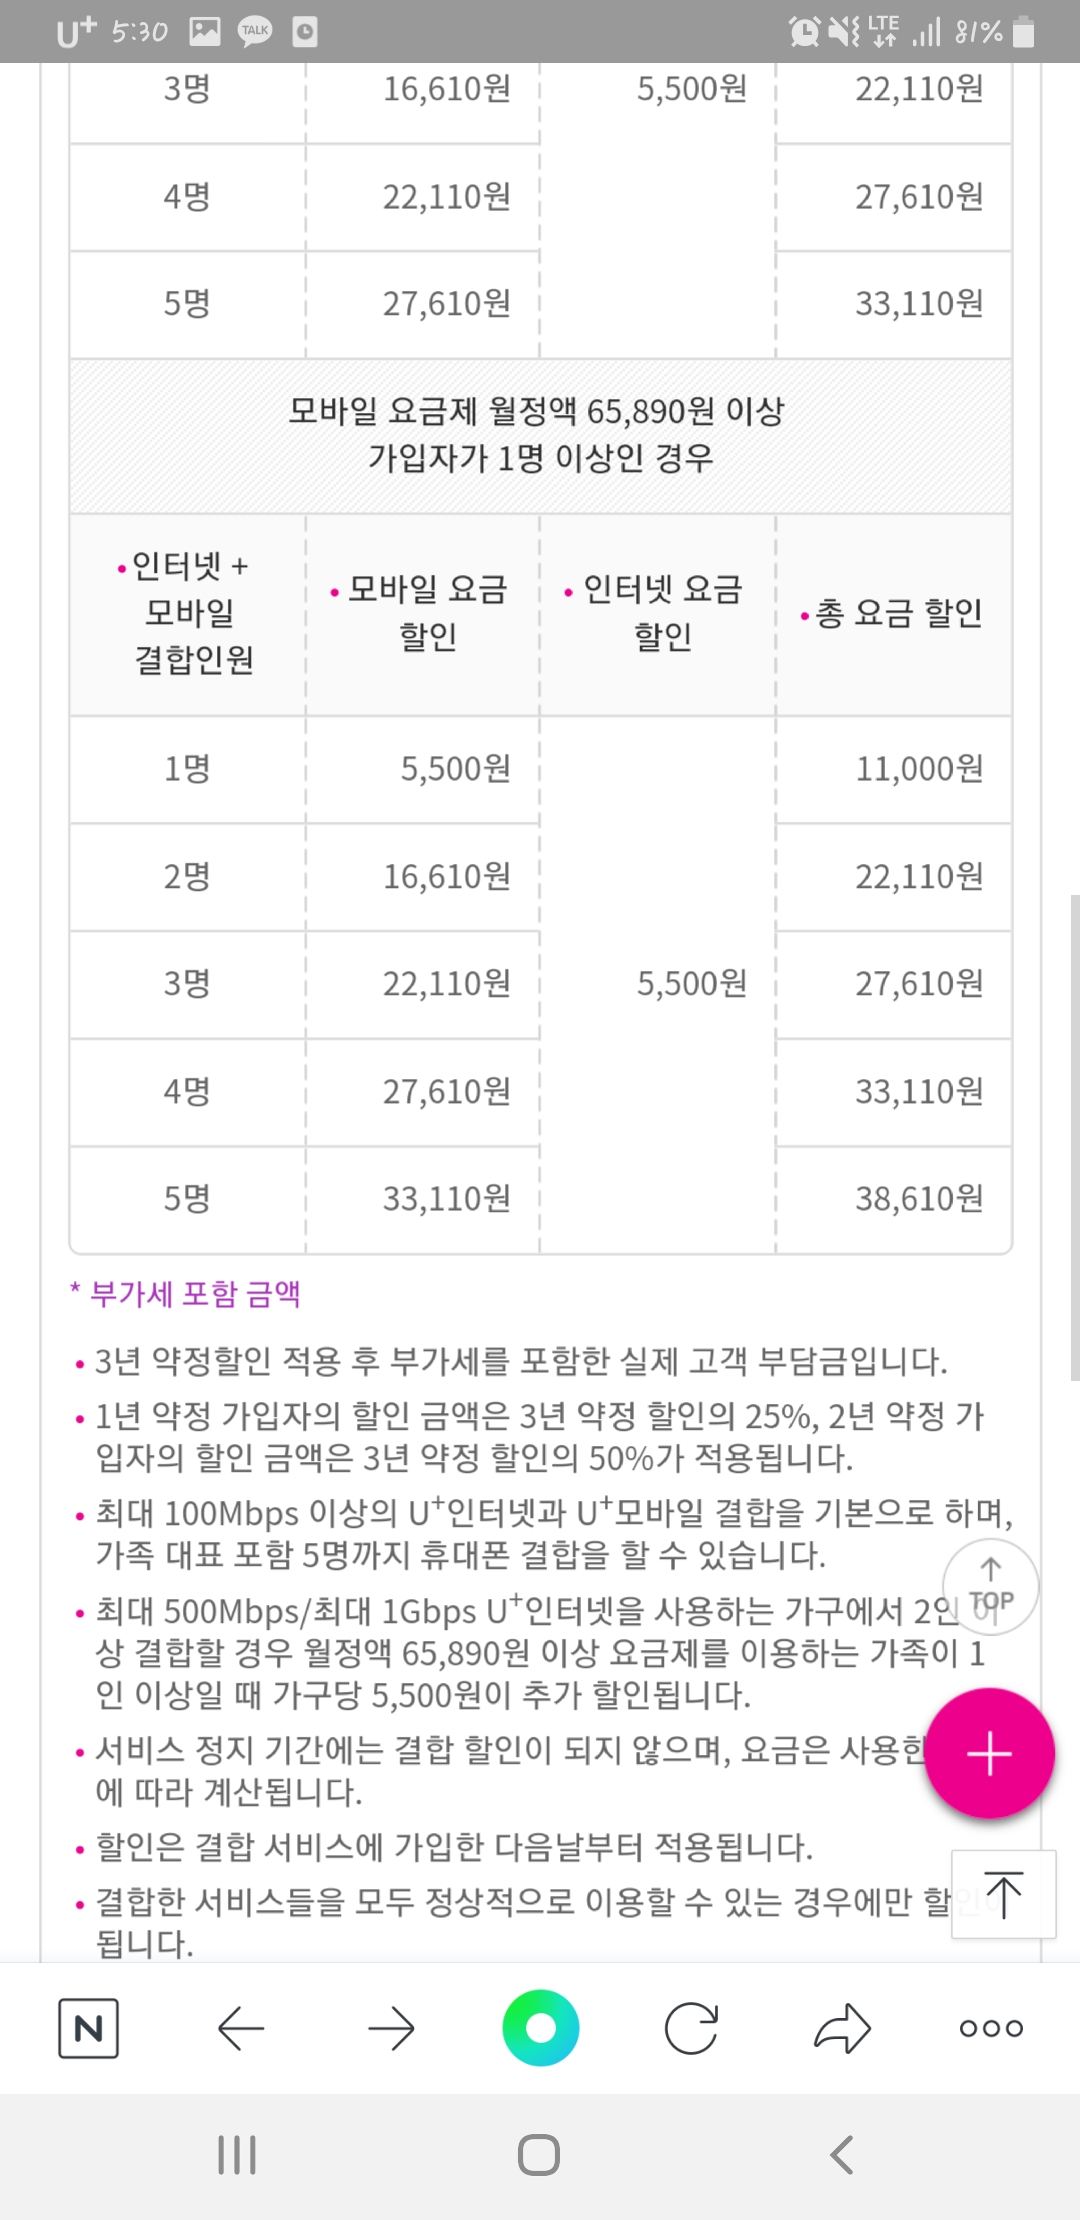 U+ 5:30 TALK LTE 81%
3명 16,610원 5,500원 22,110원
4명 22,110원 27,610원
5명 27,610원 33,110원
모바일 요금제 월정액 65,890원 이상
가입자가 1명 이상인 경우
•인터넷 +
모바일
결합인원
• 모바일 요금
할인
• 인터넷 요금
할인
•총 요금 할인
1명 5,500원 11,000원
2명 16,610원 22,110원
3명 22,110원 5,500원 27,610원
4명 27,610원 33,110원
5명 33,110원 38,610원
* 부가세 포함 금액
• 3년 약정할인 적용 후 부가세를 포함한 실제 고객 부담금입니다.
• 1년 약정 가입자의 할인 금액은 3년 약정 할인의 25%, 2년 약정 가
입자의 할인 금액은 3년 약정 할인의 50%가 적용됩니다.
• 최대 100Mbps 이상의 U+인터넷과 U+모바일 결합을 기본으로 하며,
가족 대표 포함 5명까지 휴대폰 결합을 할 수 있습니다.
• 최대 500Mbps/최대 1Gbps U+인터넷을 사용하는 가구에서 2인 이
상 결합할 경우 월정액 65,890원 이상 요금제를 이용하는 가족이 1
인 이상일 때 가구당 5,500원이 추가 할인됩니다.
TOP
• 서비스 정지 기간에는 결합 할인이 되지 않으며, 요금은 사용한
에 따라 계산됩니다.
• 할인은 결합 서비스에 가입한 다음날부터 적용됩니다.
• 결합한 서비스들을 모두 정상적으로 이용할 수 있는 경우에만 할인이
됩니다.
N